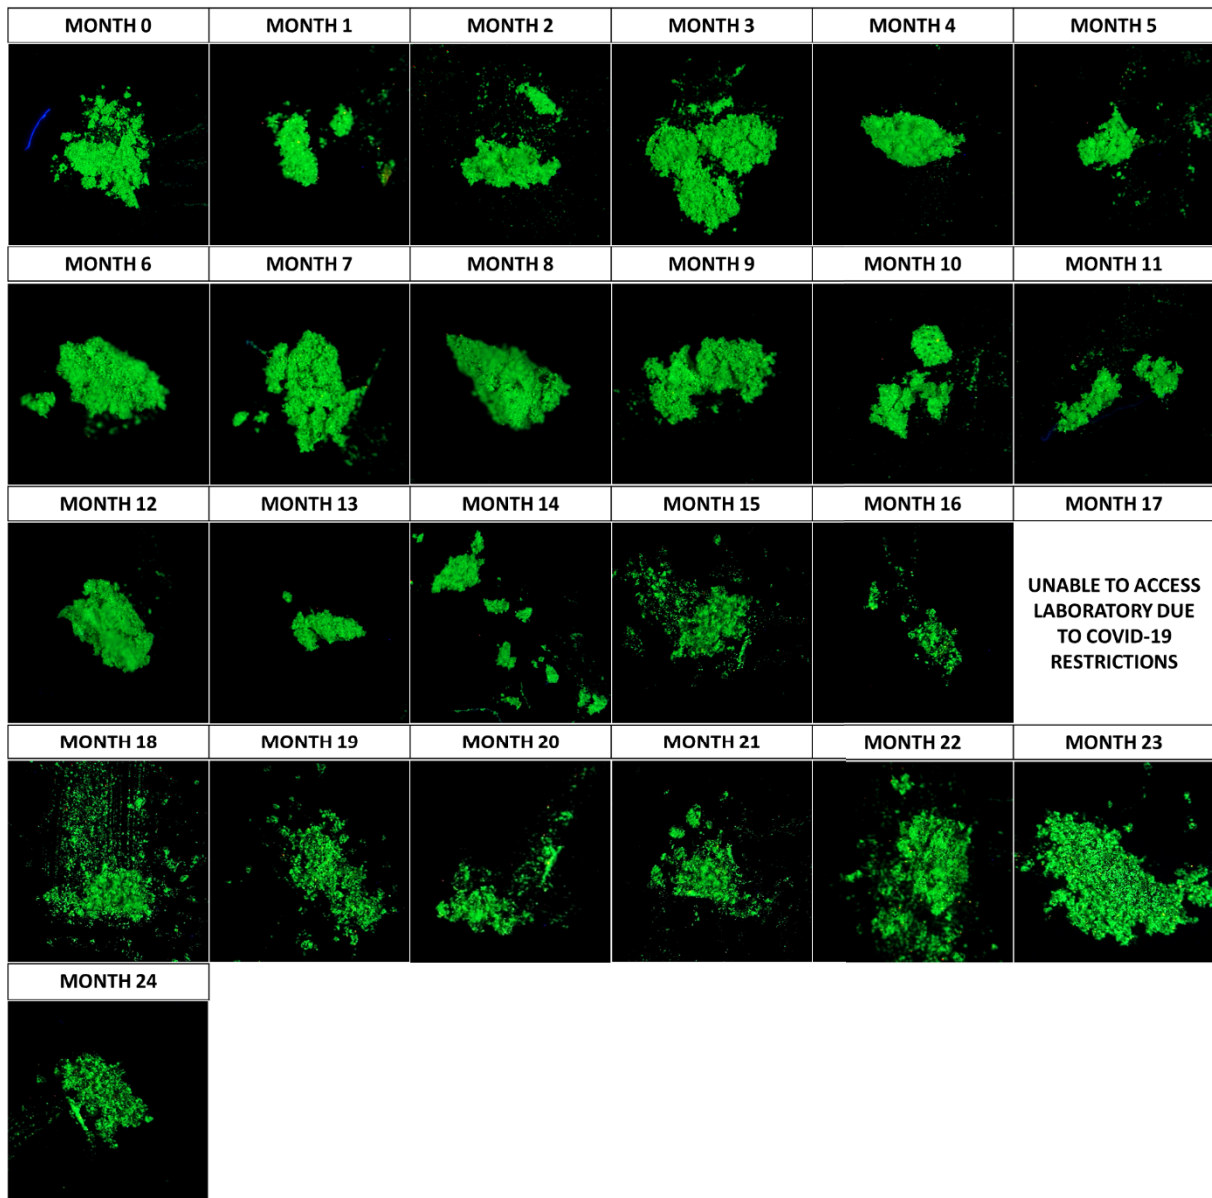 MONTH 0
MONTH 1
MONTH 2
MONTH 3
MONTH 4
MONTH 5
MONTH 6
MONTH 7
MONTH 8
MONTH 9
MONTH 10
MONTH 11
MONTH 12
MONTH 13
MONTH 14
MONTH 15
MONTH 16
MONTH 17
UNABLE TO ACCESS
LABORATORY DUE
TO COVID-19
RESTRICTIONS
MONTH 18
MONTH 19
MONTH 20
MONTH 21
MONTH 22
MONTH 23
MONTH 24